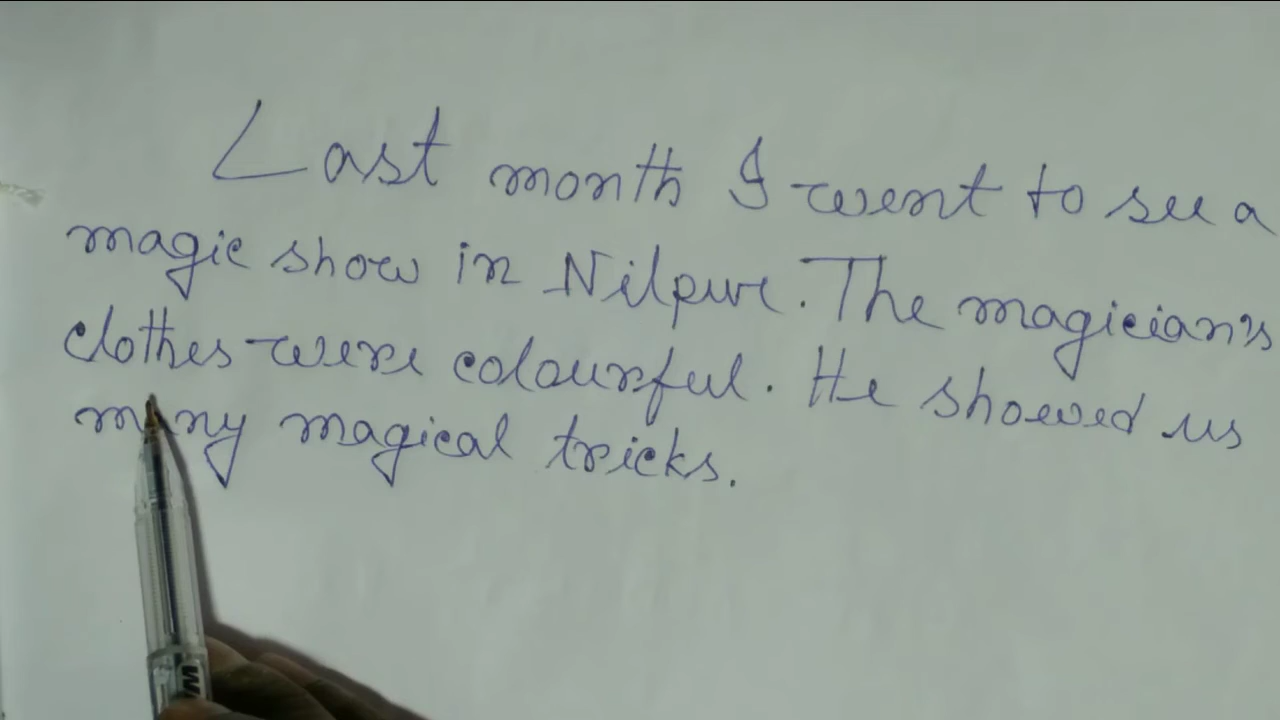 Last month I went to see a
magic show in Nilpur. The magician's
clothes were colourful. He showed us
many magical tricks.